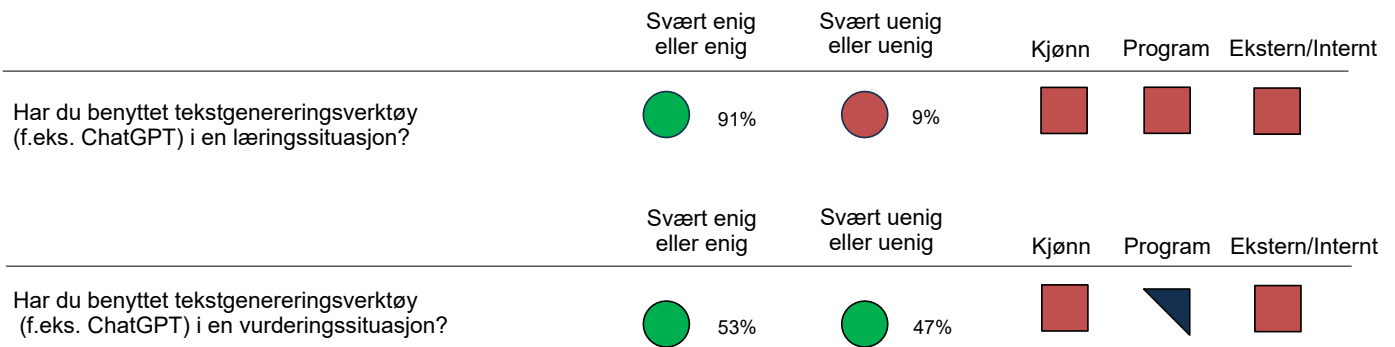 Svært enig
eller enig
Svært uenig
eller uenig
Kjønn
Program
Ekstern/Internt
Har du benyttet tekstgenereringsverktøy
(f.eks. ChatGPT) i en læringssituasjon?
91%
9%
Svært enig
eller enig
Svært uenig
eller uenig
Kjønn
Program
Ekstern/Internt
Har du benyttet tekstgenereringsverktøy
(f.eks. ChatGPT) i en vurderingssituasjon?
53%
47%